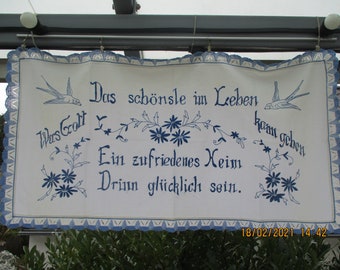 Das schönste im Leben
Was Gott
kann geben
Ein zufriedenes Heim
Drinn glücklich sein.
18/02/2021 14:42